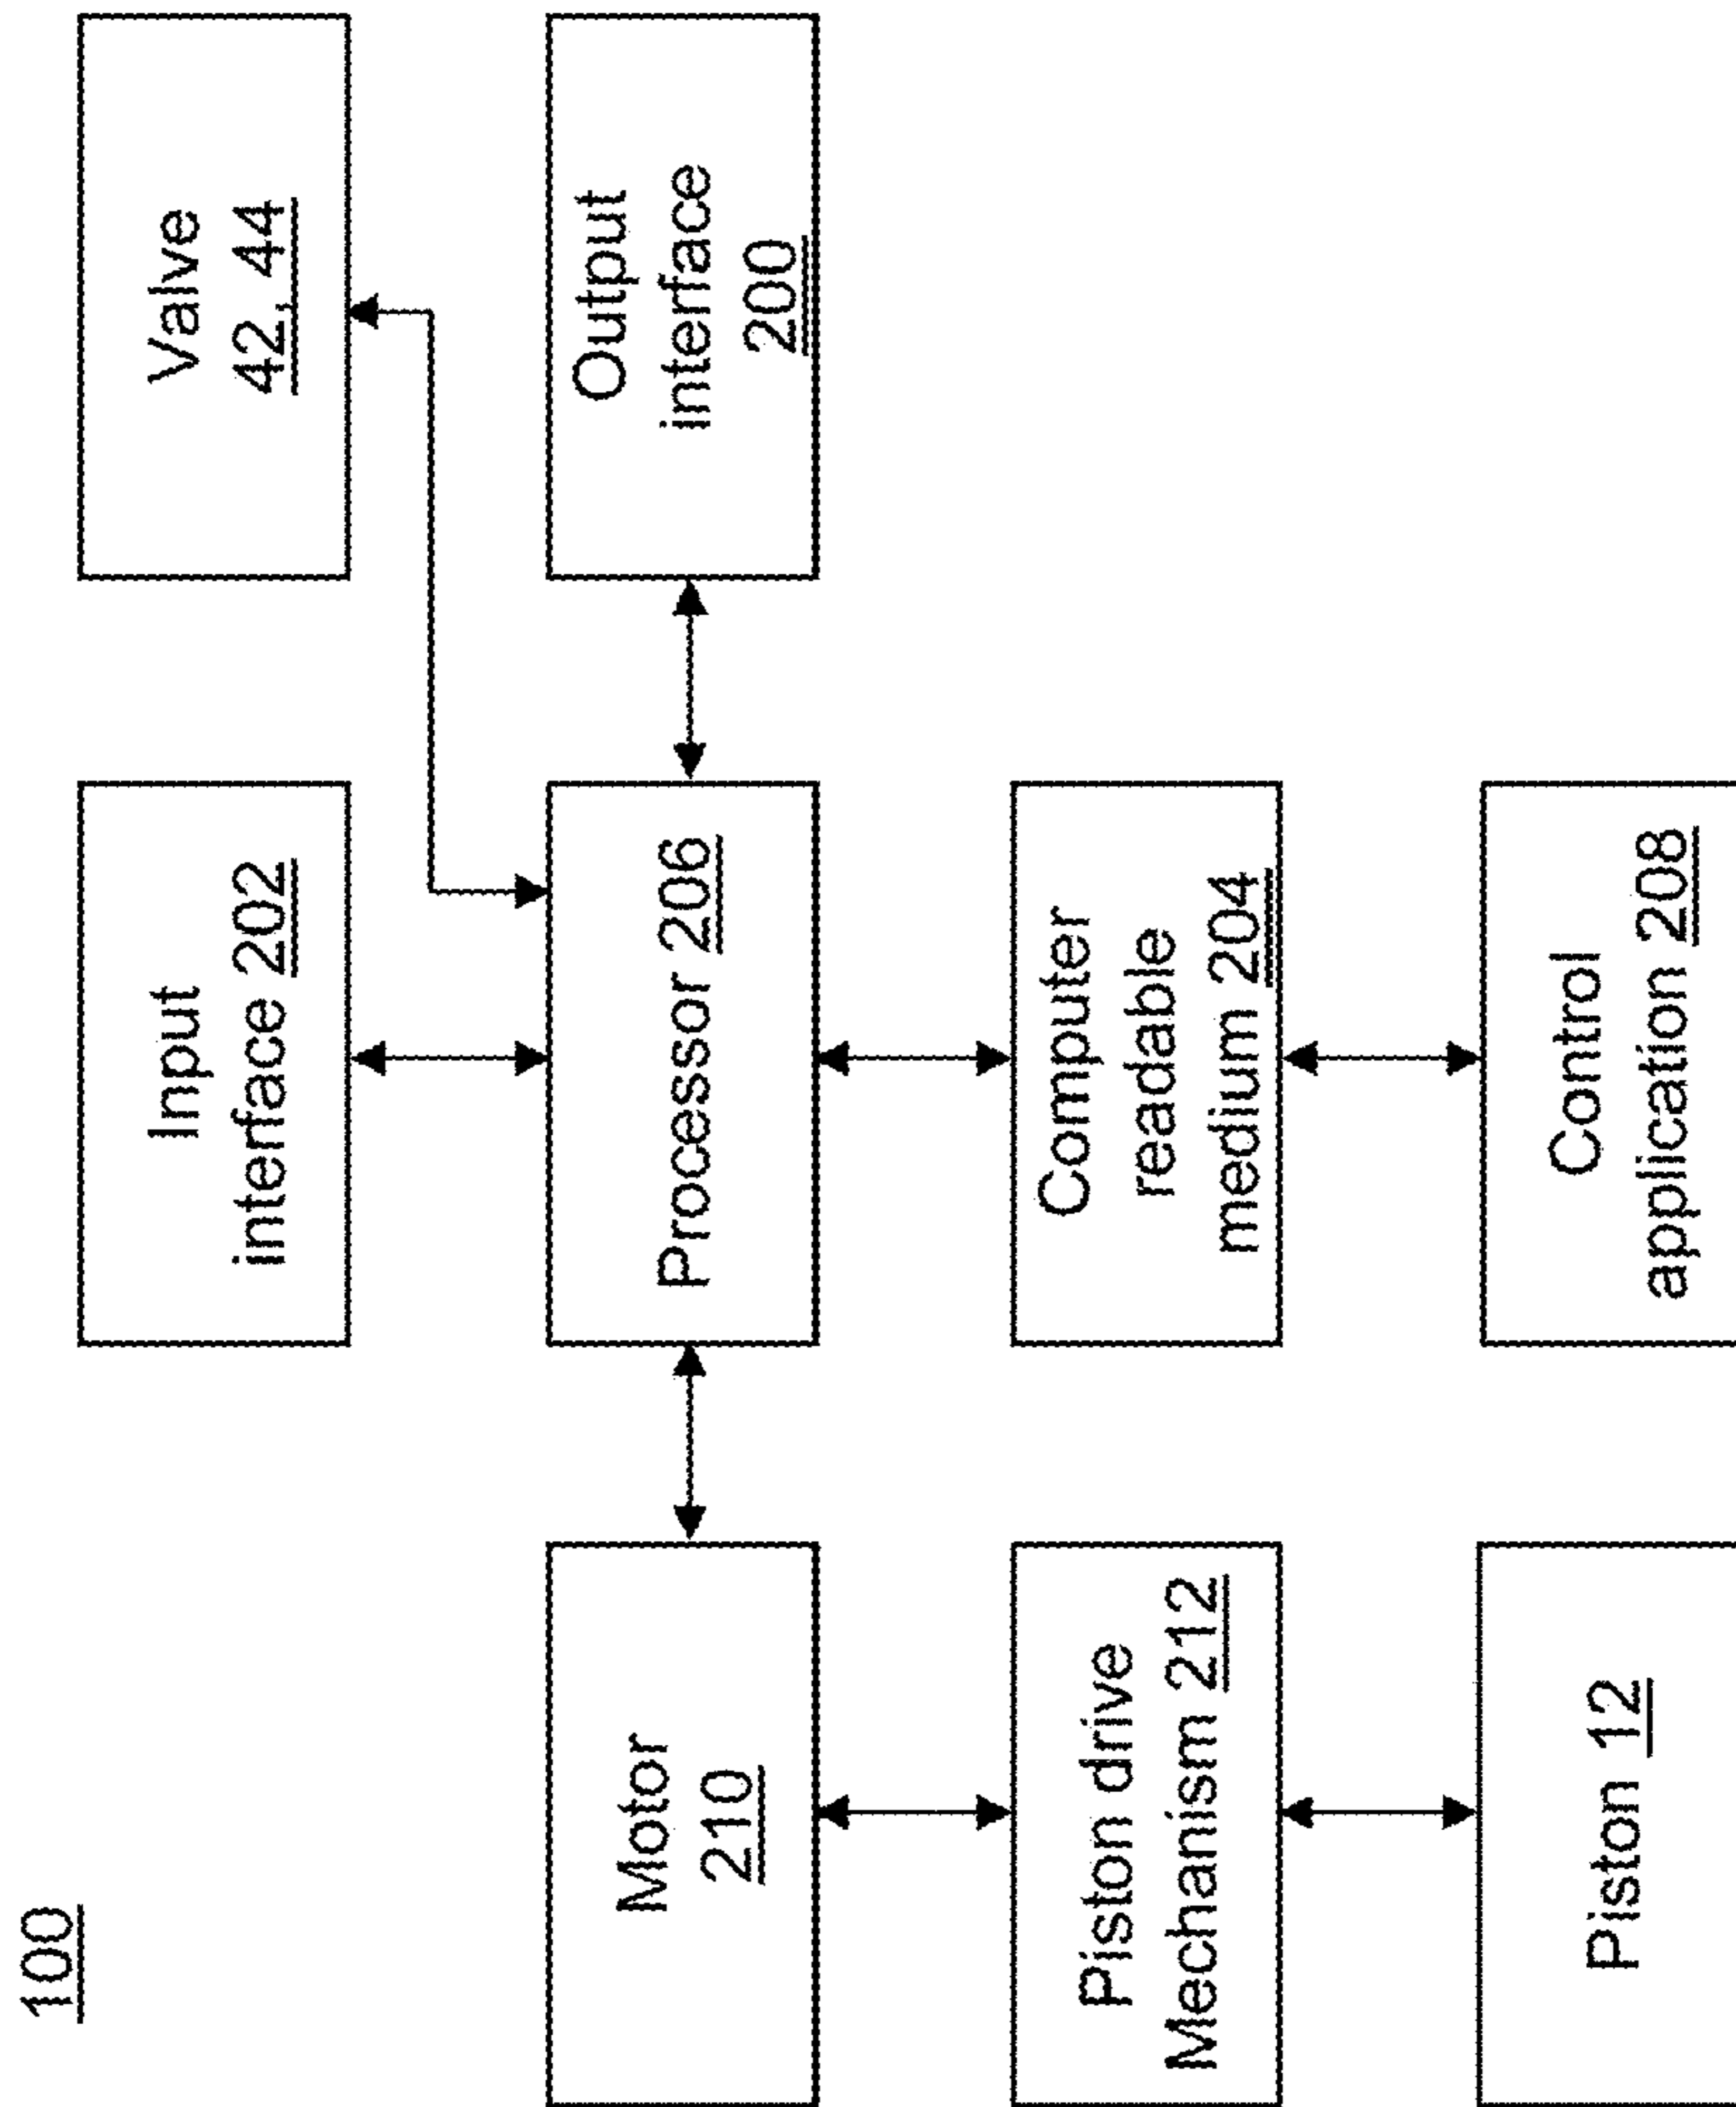 100
Input
interface 202
Valve
42, 44
Motor
210
Processor 206
Output
interface
200
Piston drive
Mechanism 212
Computer
readable
medium 204
Piston 12
Control
application 208